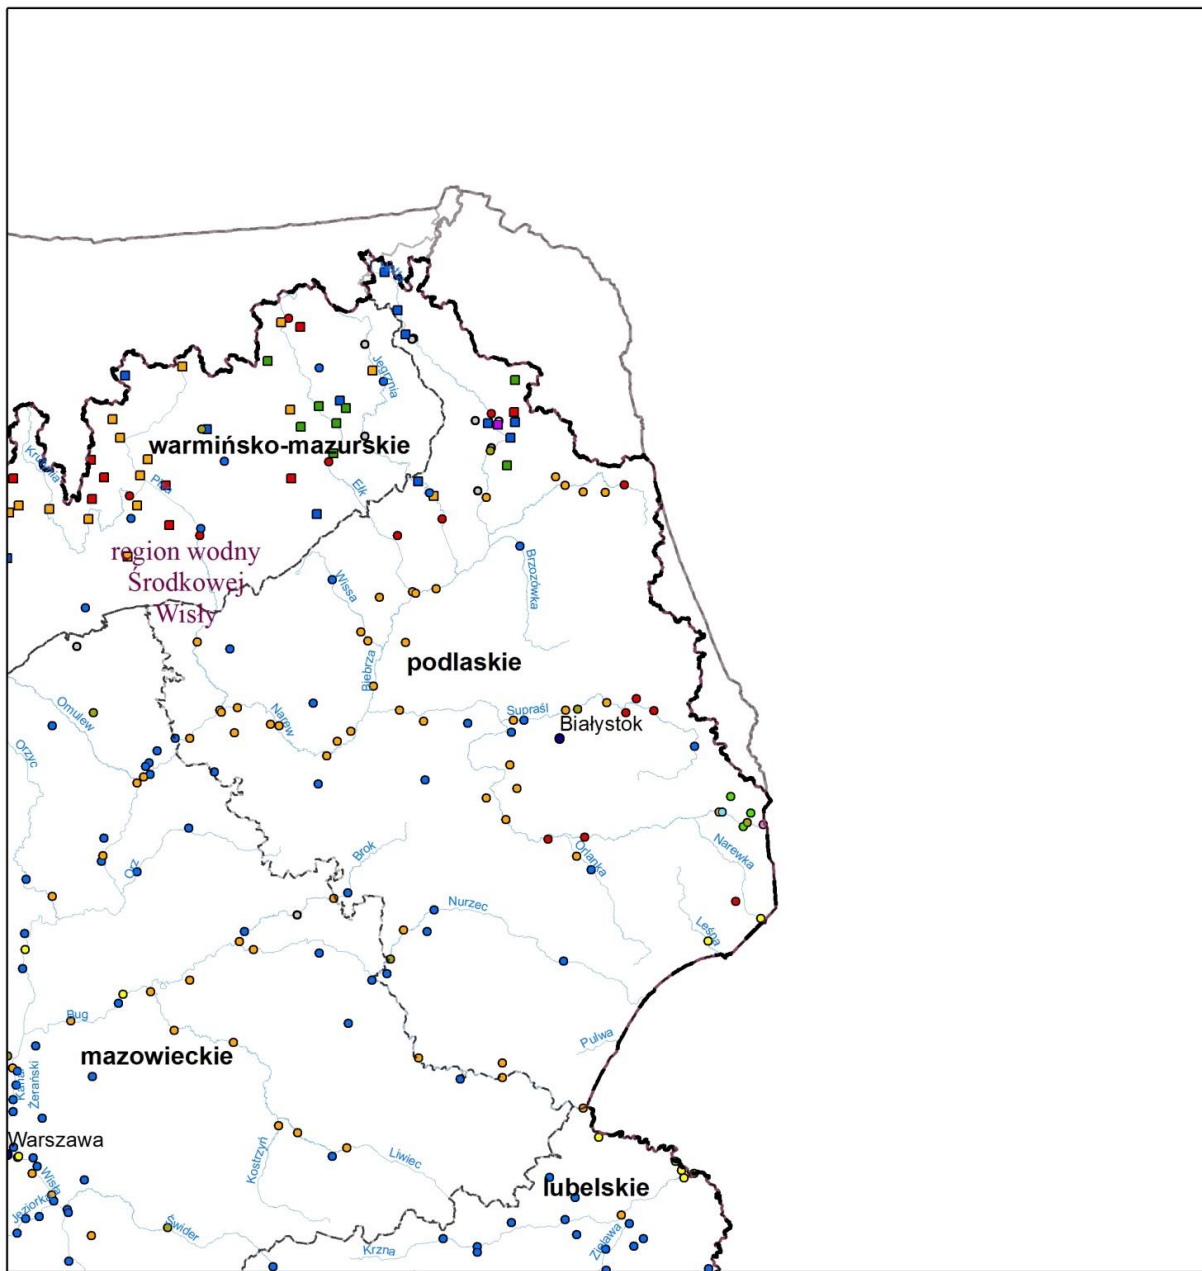 Jegrznia
warmińsko-mazurskie
Krutynia
Pisa
Ełk
region wodny
Środkowej
Wisły
Wissa
Brzozówka
podlaskie
Biebrza
Omulew
Narew
Supraśl
Białystok
Orzyc
Orz
Brok
Orlanka
Narewka
Nurzec
Leśna
Bug
Pulwa
mazowieckie
Kanał
Żerański
Warszawa
Kostrzyń
Liwiec
Wisła
lubelskie
Jeziorka
Świder
Krzna
Zielawa